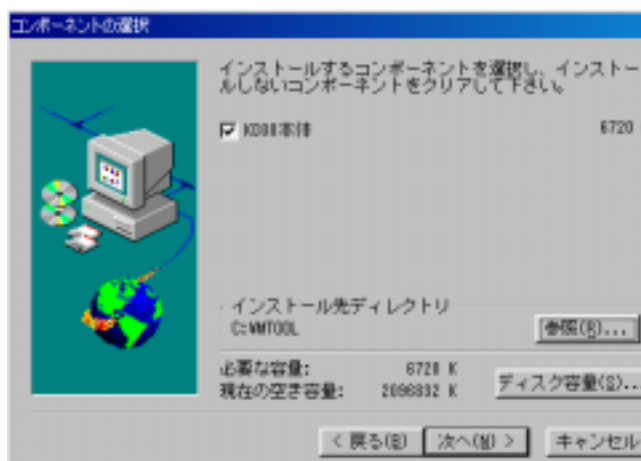 コンポーネントの選択
インストールするコンポーネントを選択し、インストー
ルしないコンポーネントをクリアして下さい。
本体 6720
インストール先ディレクトリ
参照(R)...
必要な容量: 6720 K
現在の空き容量: 2096832 K
ディスク容量(S)...
< 戻る(B) 次へ(N) > キャンセル